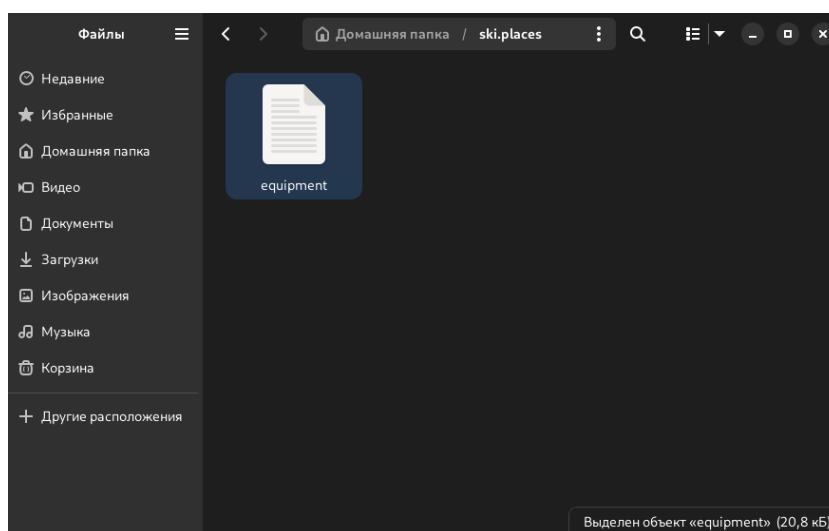 Файлы
Домашняя папка / ski.places
Недавние
Избранные
Домашняя папка
Видео
Документы
Загрузки
Изображения
Музыка
Корзина
Другие расположения
equipment
Выделен объект «equipment» (20,8 кБ)